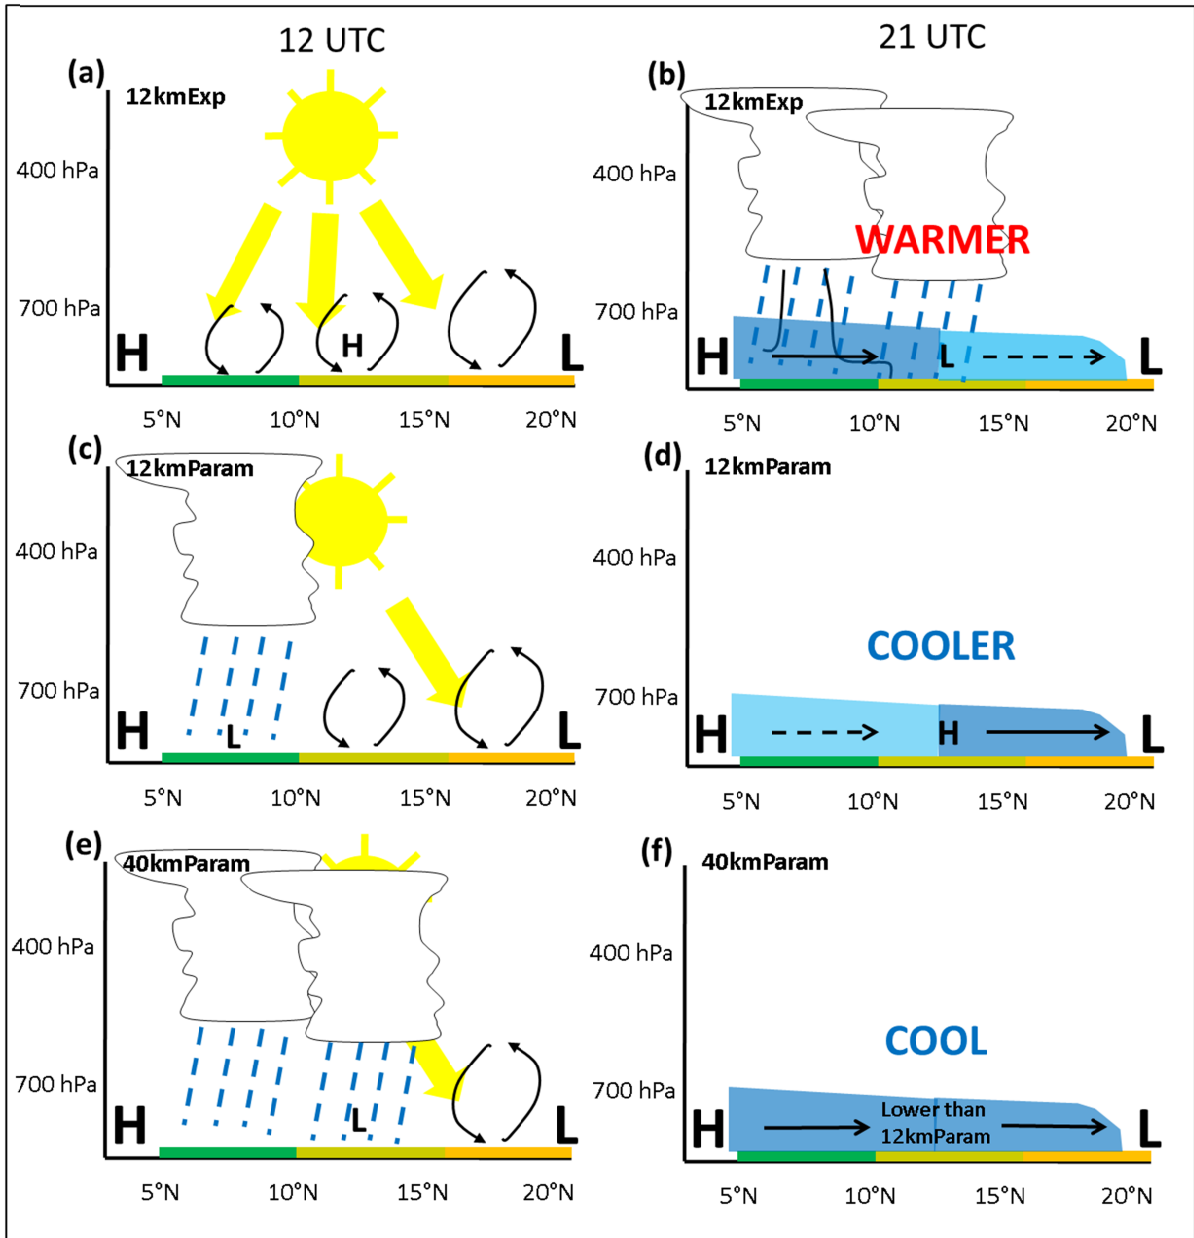 12 UTC
21 UTC
(a)
12kmExp
400 hPa
700 hPa
H
H
L
5°N
10°N
15°N
20°N
(b)
12kmExp
400 hPa
WARMER
700 hPa
H
L
L
5°N
10°N
15°N
20°N
(c)
12kmParam
400 hPa
700 hPa
H
L
L
5°N
10°N
15°N
20°N
(d)
12kmParam
400 hPa
COOLER
700 hPa
H
H
L
5°N
10°N
15°N
20°N
(e)
40kmParam
400 hPa
700 hPa
H
L
L
5°N
10°N
15°N
20°N
(f)
40kmParam
400 hPa
COOL
700 hPa
H
Lower than
12kmParam
L
5°N
10°N
15°N
20°N